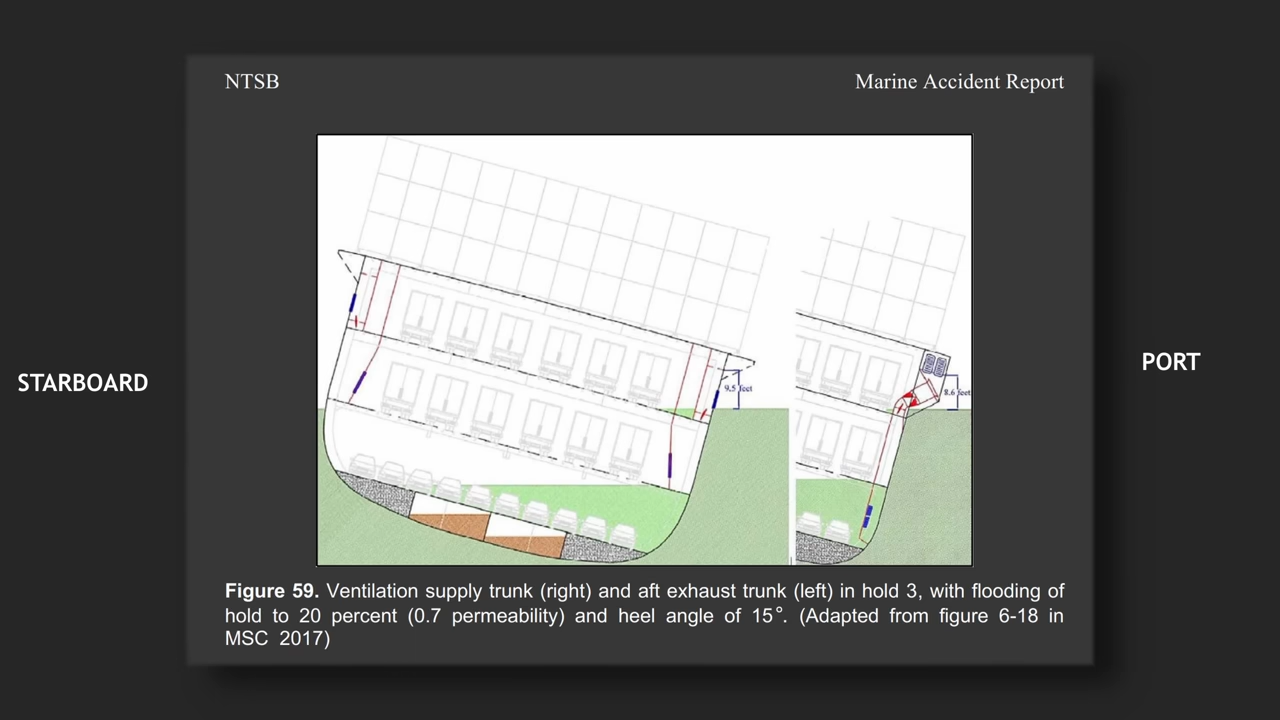 NTSB
Marine Accident Report
STARBOARD
PORT
9.5 feet
8.6 feet
Figure 59. Ventilation supply trunk (right) and aft exhaust trunk (left) in hold 3, with flooding of
hold to 20 percent (0.7 permeability) and heel angle of 15°. (Adapted from figure 6-18 in
MSC 2017)